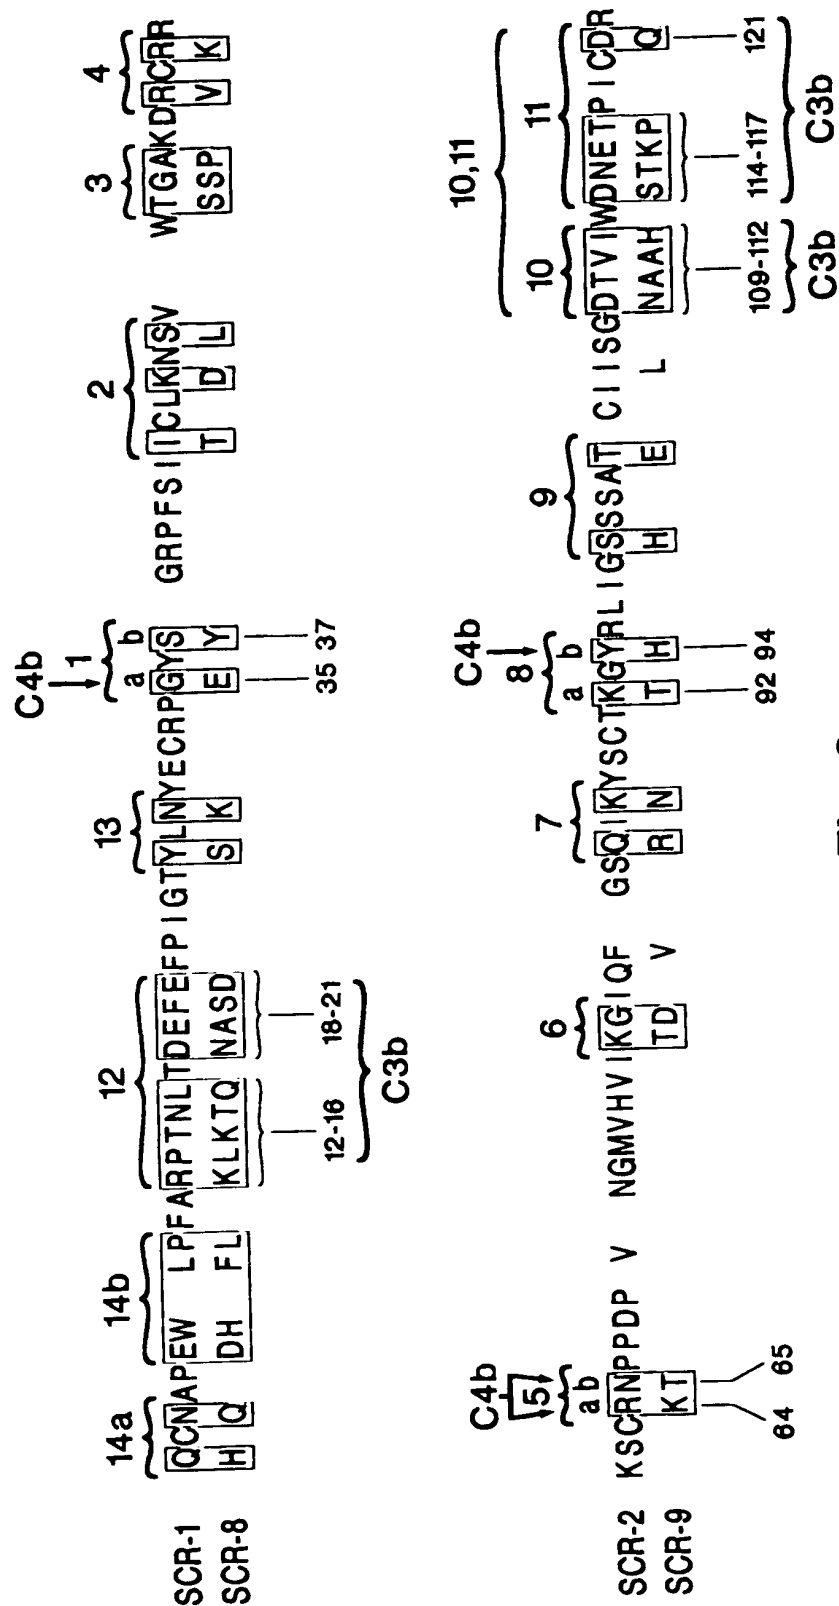 C4b
14a 14b 12 13 1 2 3 4
a b
SCR-1 QCNAPEW LPFARPTNLTDEFEFPIGTYLNYECRPGYS GRPFSIICLKNSV WTGAKDRCRR
SCR-8 H Q DH FL KLKTQ NASD S K E Y T D L SSP V K
12-16 18-21 35 37
C3b
10,11
C4b C4b
5 6 7 8 9 10 11
a b a b
SCR-2 KSCRNPPDP V NGMVHVIKGIQF GSQIKYSCTKGYRLIGSSSAT CIISGDTVIWDNETPICDR
SCR-9 KT TD V R N T H H E L NAAH STKP Q
64 65 92 94 109-112 114-117 121
C3b C3b